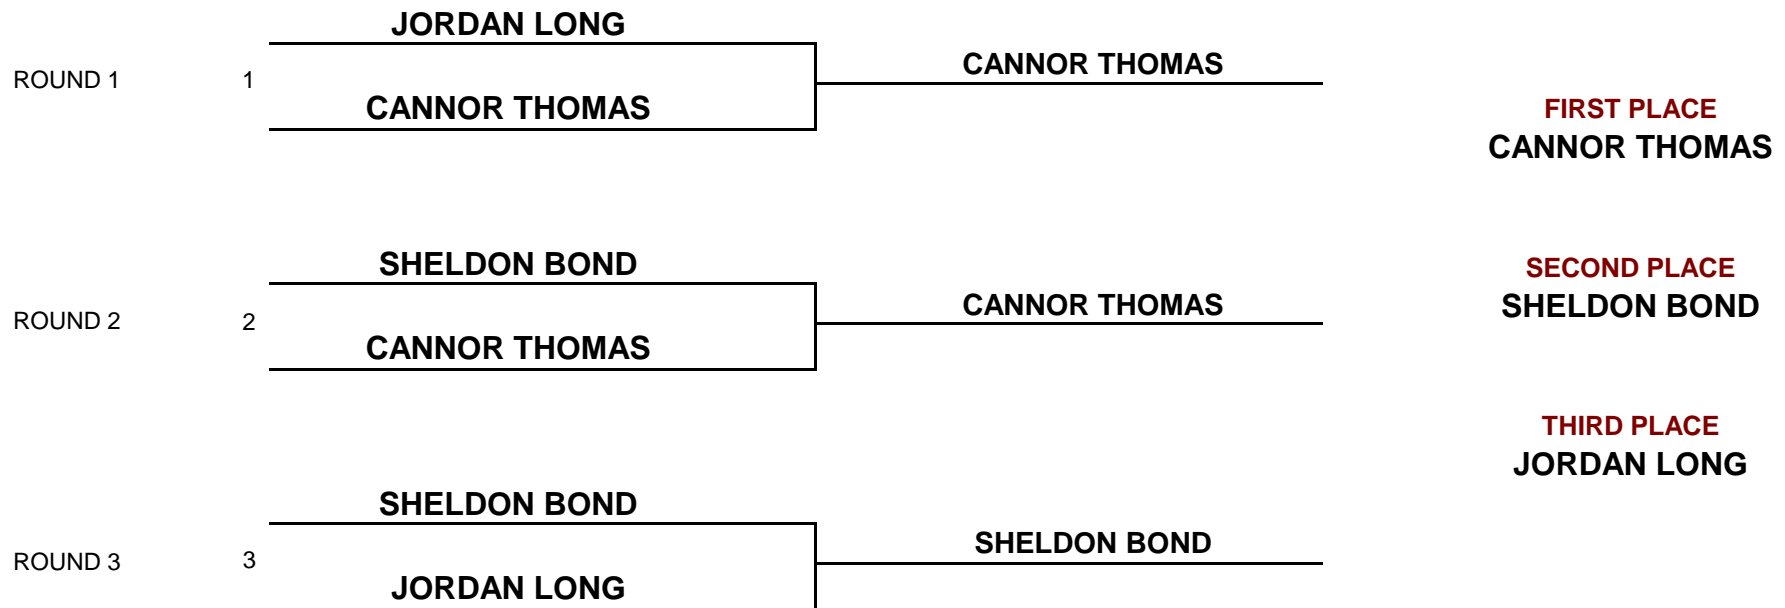 JORDAN LONG
ROUND 1 1 CANNOR THOMAS
CANNOR THOMAS
FIRST PLACE
CANNOR THOMAS
SHELDON BOND
SECOND PLACE
ROUND 2 2 CANNOR THOMAS
SHELDON BOND
CANNOR THOMAS
THIRD PLACE
JORDAN LONG
SHELDON BOND
ROUND 3 3 SHELDON BOND
JORDAN LONG